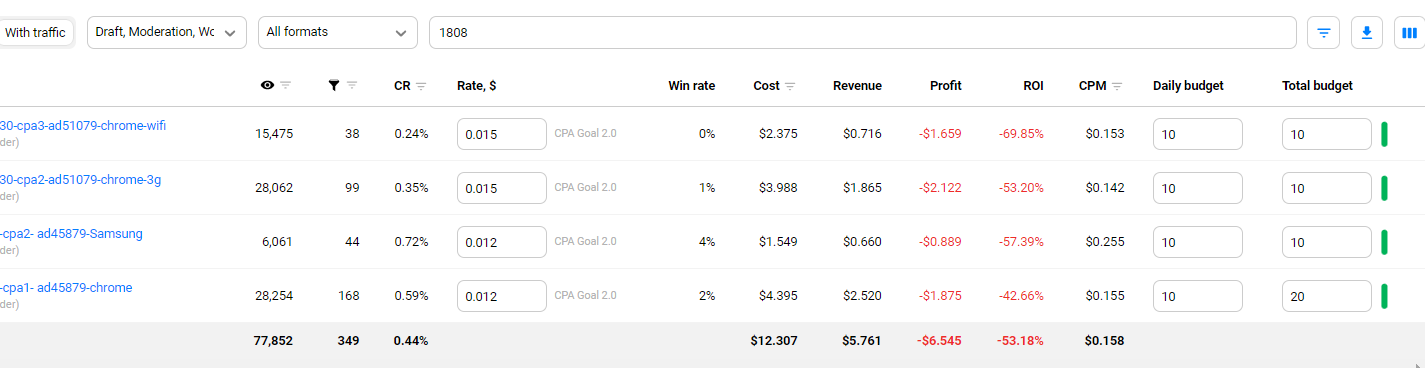 With traffic Draft, Moderation, Wc All formats 1808
CR Rate, $ Win rate Cost Revenue Profit ROI CPM Daily budget Total budget
30-cpa3-ad51079-chrome-wifi
der)
15,475 38 0.24% 0.015 CPA Goal 2.0 0% $2.375 $0.716 -$1.659 -69.85% $0.153 10 10
30-cpa2-ad51079-chrome-3g
der)
28,062 99 0.35% 0.015 CPA Goal 2.0 1% $3.988 $1.865 -$2.122 -53.20% $0.142 10 10
-cpa2- ad45879-Samsung
der)
6,061 44 0.72% 0.012 CPA Goal 2.0 4% $1.549 $0.660 -$0.889 -57.39% $0.255 10 10
-cpa1- ad45879-chrome
der)
28,254 168 0.59% 0.012 CPA Goal 2.0 2% $4.395 $2.520 -$1.875 -42.66% $0.155 10 20
77,852 349 0.44% $12.307 $5.761 -$6.545 -53.18% $0.158